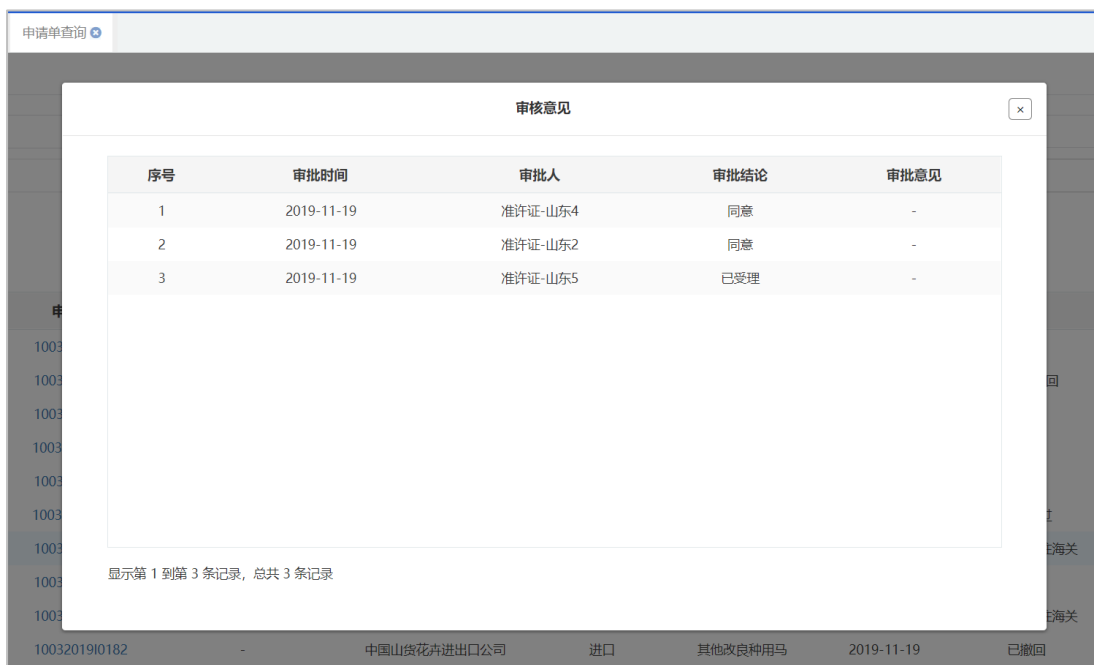 申请单查询
审核意见
序号 审批时间 审批人 审批结论 审批意见
1 2019-11-19 准许证-山东4 同意 -
2 2019-11-19 准许证-山东2 同意 -
3 2019-11-19 准许证-山东5 已受理 -
显示第 1 到第 3 条记录，总共 3 条记录
申
1003
1003 回
1003
1003
1003
1003
1003 海关
1003
1003 海关
10032019I0182 - 中国山货花卉进出口公司 进口 其他改良种用马 2019-11-19 已撤回